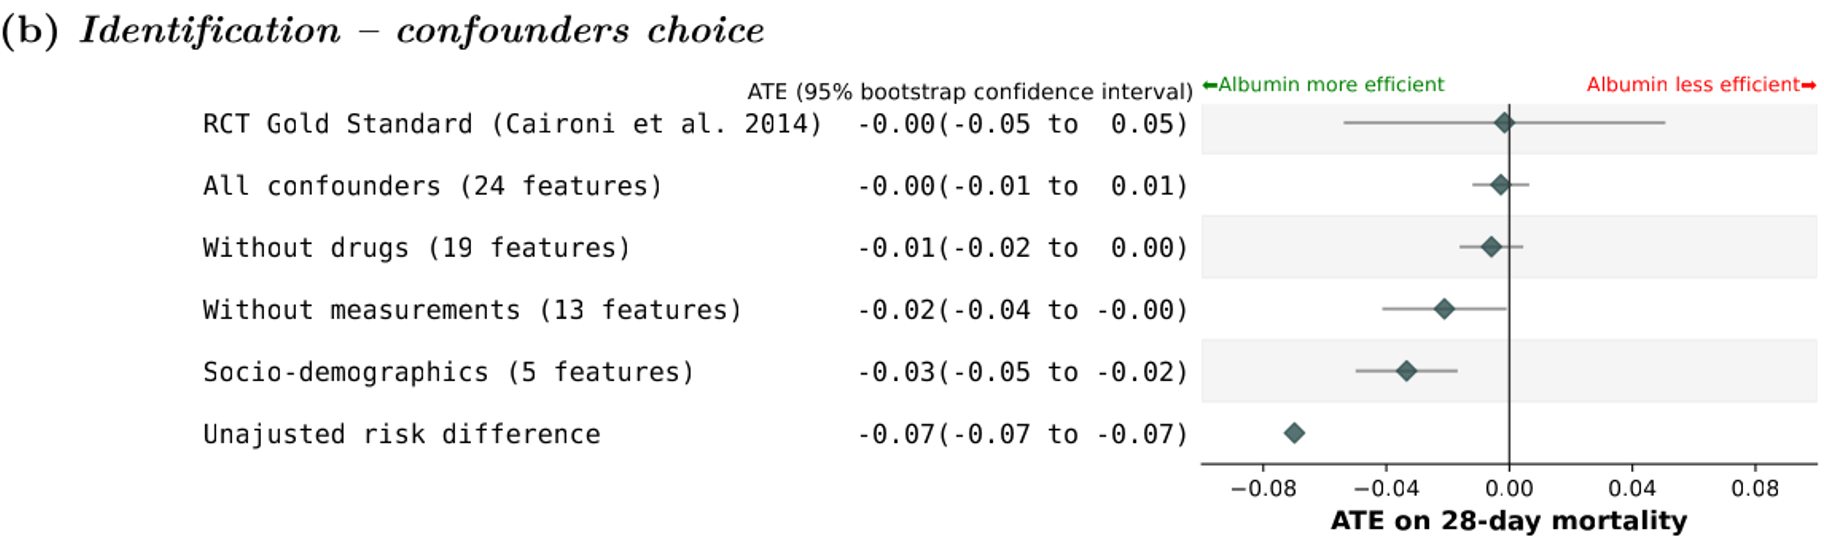 (b) Identification – confounders choice
ATE (95% bootstrap confidence interval) ⬅Albumin more efficient Albumin less efficient➡
RCT Gold Standard (Caironi et al. 2014) -0.00(-0.05 to 0.05)
All confounders (24 features) -0.00(-0.01 to 0.01)
Without drugs (19 features) -0.01(-0.02 to 0.00)
Without measurements (13 features) -0.02(-0.04 to -0.00)
Socio-demographics (5 features) -0.03(-0.05 to -0.02)
Unajusted risk difference -0.07(-0.07 to -0.07)
−0.08 −0.04 0.00 0.04 0.08
ATE on 28-day mortality